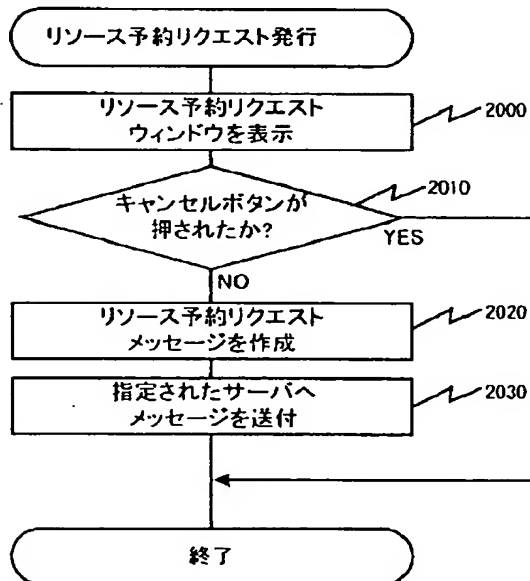 リソース予約リクエスト発行
リソース予約リクエスト
ウィンドウを表示
2000
キャンセルボタンが
押されたか?
2010
YES
NO
リソース予約リクエスト
メッセージを作成
2020
指定されたサーバへ
メッセージを送付
2030
終了